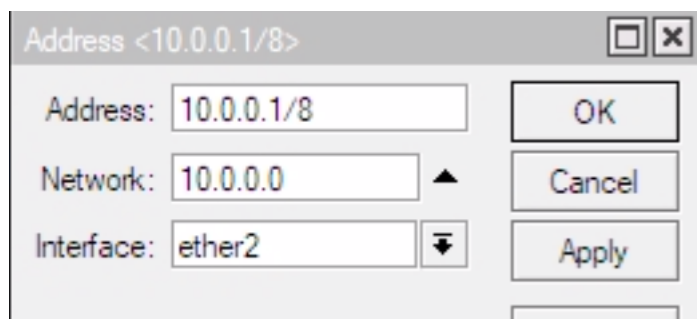 Address <10.0.0.1/8>
Address: 10.0.0.1/8 OK
Network: 10.0.0.0 Cancel
Interface: ether2 Apply